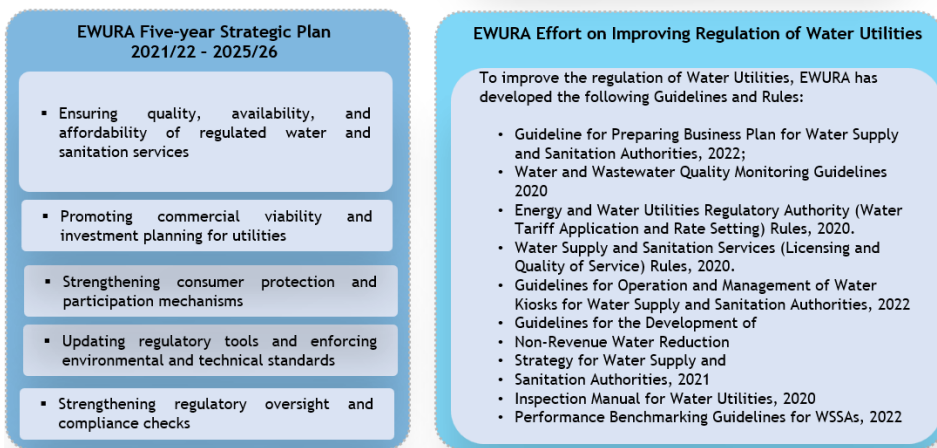 EWURA Five-year Strategic Plan
2021/22 - 2025/26
▪ Ensuring quality, availability, and
affordability of regulated water and
sanitation services
▪ Promoting commercial viability and
investment planning for utilities
▪ Strengthening consumer protection and
participation mechanisms
▪ Updating regulatory tools and enforcing
environmental and technical standards
▪ Strengthening regulatory oversight and
compliance checks
EWURA Effort on Improving Regulation of Water Utilities
To improve the regulation of Water Utilities, EWURA has
developed the following Guidelines and Rules:
• Guideline for Preparing Business Plan for Water Supply
and Sanitation Authorities, 2022;
• Water and Wastewater Quality Monitoring Guidelines
2020
• Energy and Water Utilities Regulatory Authority (Water
Tariff Application and Rate Setting) Rules, 2020.
• Water Supply and Sanitation Services (Licensing and
Quality of Service) Rules, 2020.
• Guidelines for Operation and Management of Water
Kiosks for Water Supply and Sanitation Authorities, 2022
• Guidelines for the Development of
• Non-Revenue Water Reduction
• Strategy for Water Supply and
• Sanitation Authorities, 2021
• Inspection Manual for Water Utilities, 2020
• Performance Benchmarking Guidelines for WSSAs, 2022